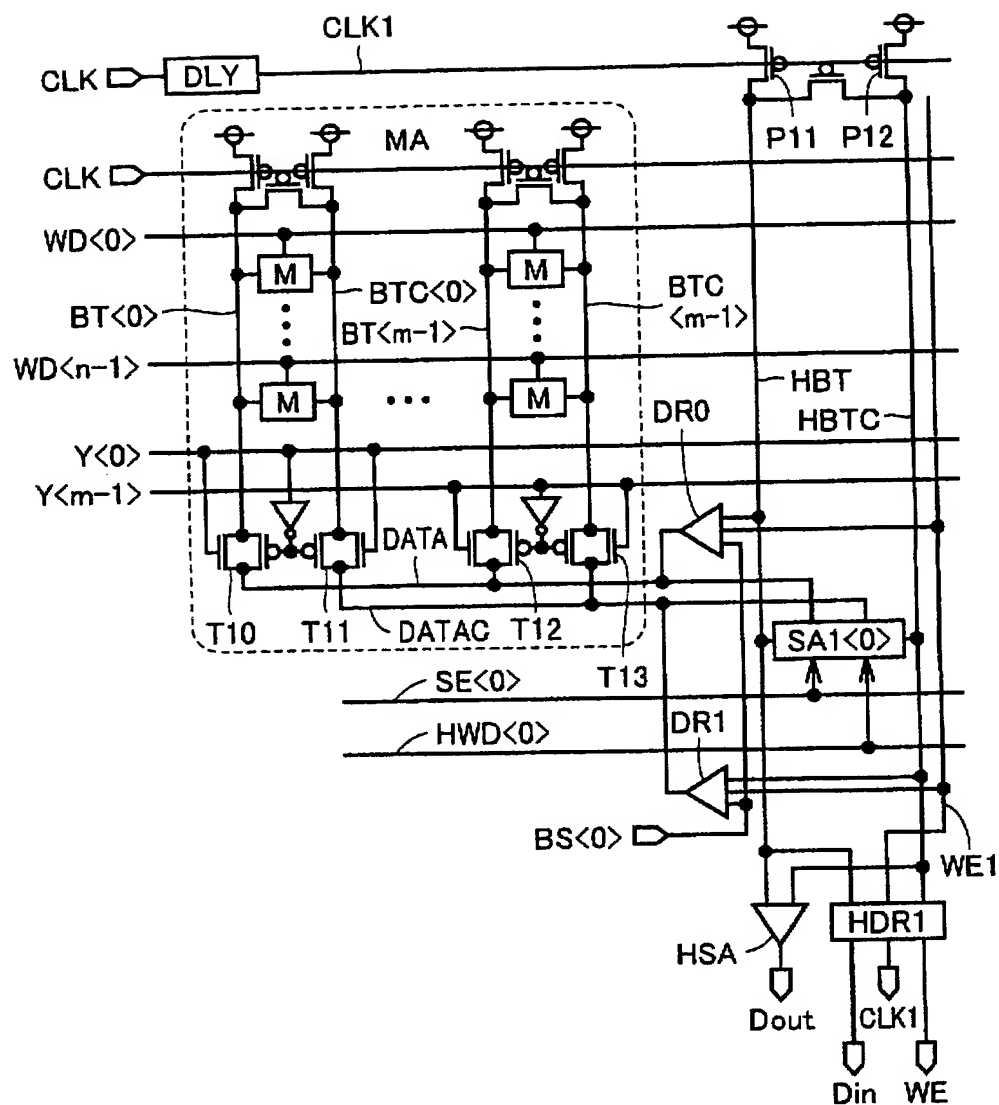 CLK1
CLK
DLY
P11
P12
MA
CLK
WD<0>
M
M
BT<0>
BTC<0>
BT<m-1>
BTC
<m-1>
WD<n-1>
M
M
HBT
HBTC
DR0
Y<0>
Y<m-1>
DATA
T10
T11
DATAC
T12
T13
SA1<0>
SE<0>
HWD<0>
DR1
BS<0>
WE1
HSA
HDR1
Dout
CLK1
Din
WE